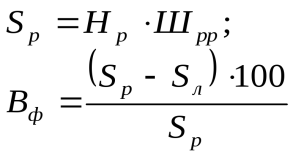 S_р = Н_р · Ш_рр ;
В_ф = (S_р – S_л) · 100 / S_р